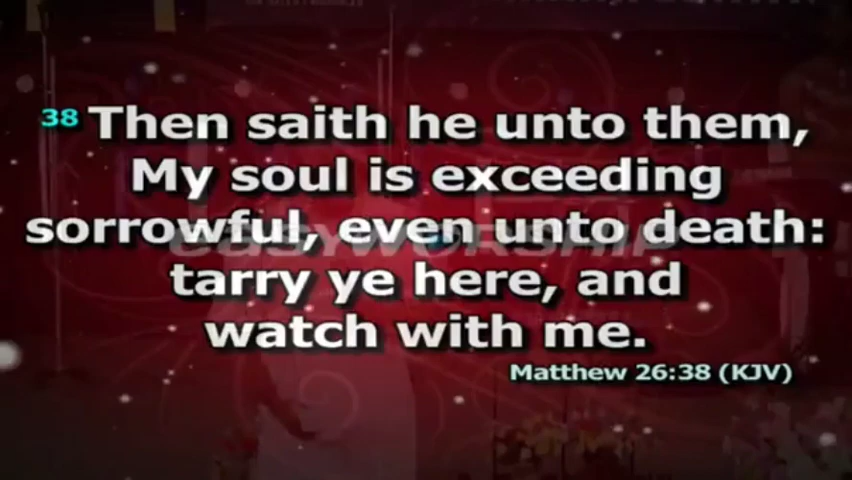 38 Then saith he unto them,
My soul is exceeding
sorrowful, even unto death:
tarry ye here, and
watch with me.
Matthew 26:38 (KJV)
EASYWORSHIP